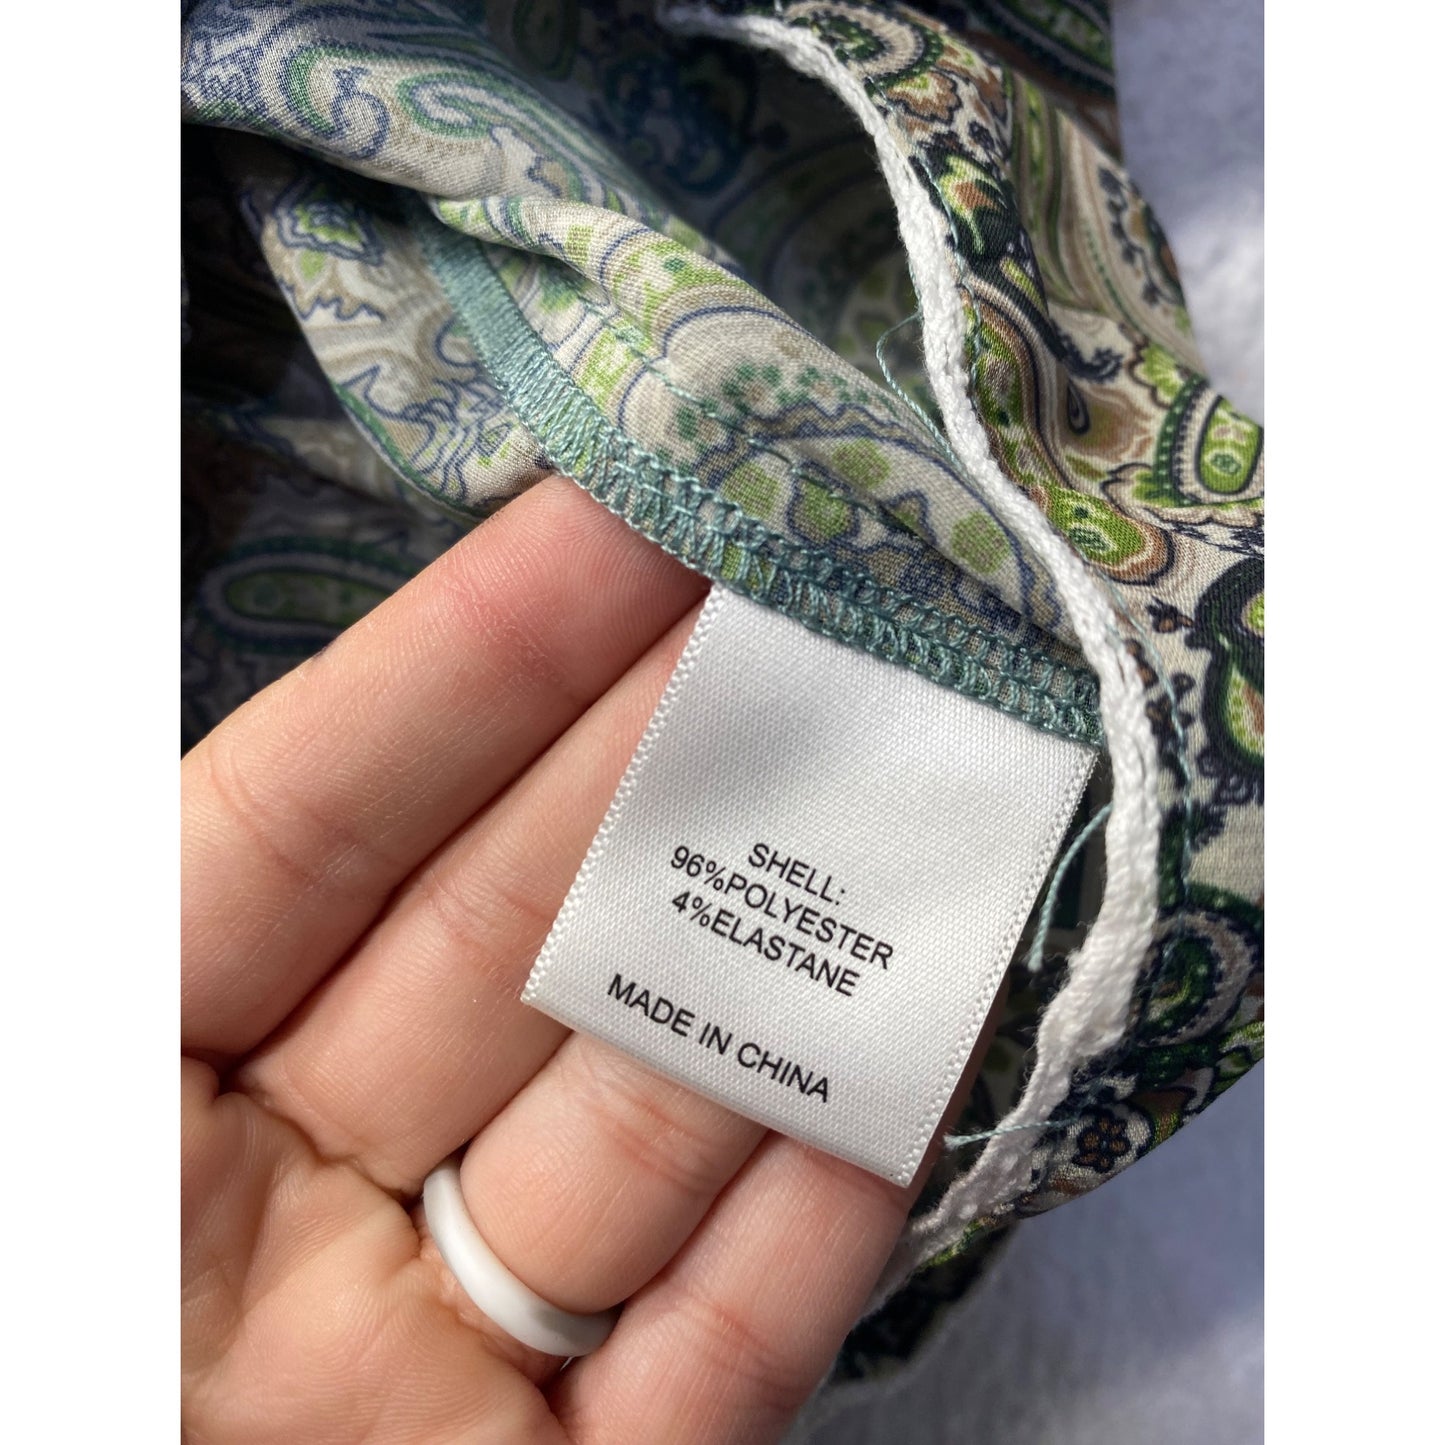 SHELL:
96%POLYESTER
4%ELASTANE
MADE IN CHINA